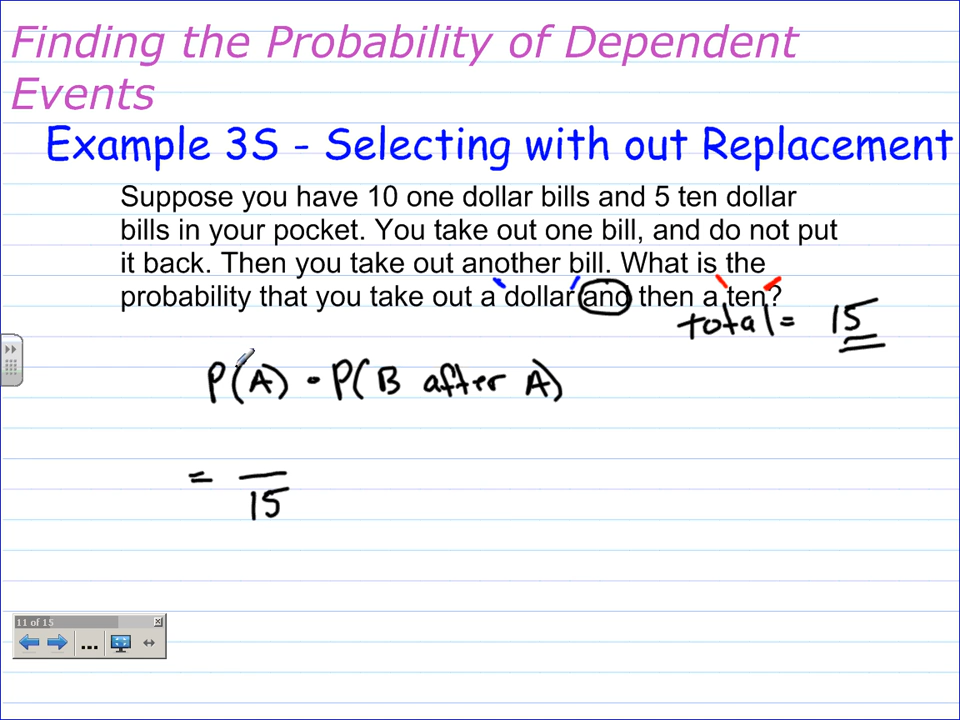 Finding the Probability of Dependent
Events
Example 3S - Selecting with out Replacement
Suppose you have 10 one dollar bills and 5 ten dollar
bills in your pocket. You take out one bill, and do not put
it back. Then you take out another bill. What is the
probability that you take out a dollar and then a ten?
total = 15
P(A) • P(B after A)
= —
15
11 of 15
...